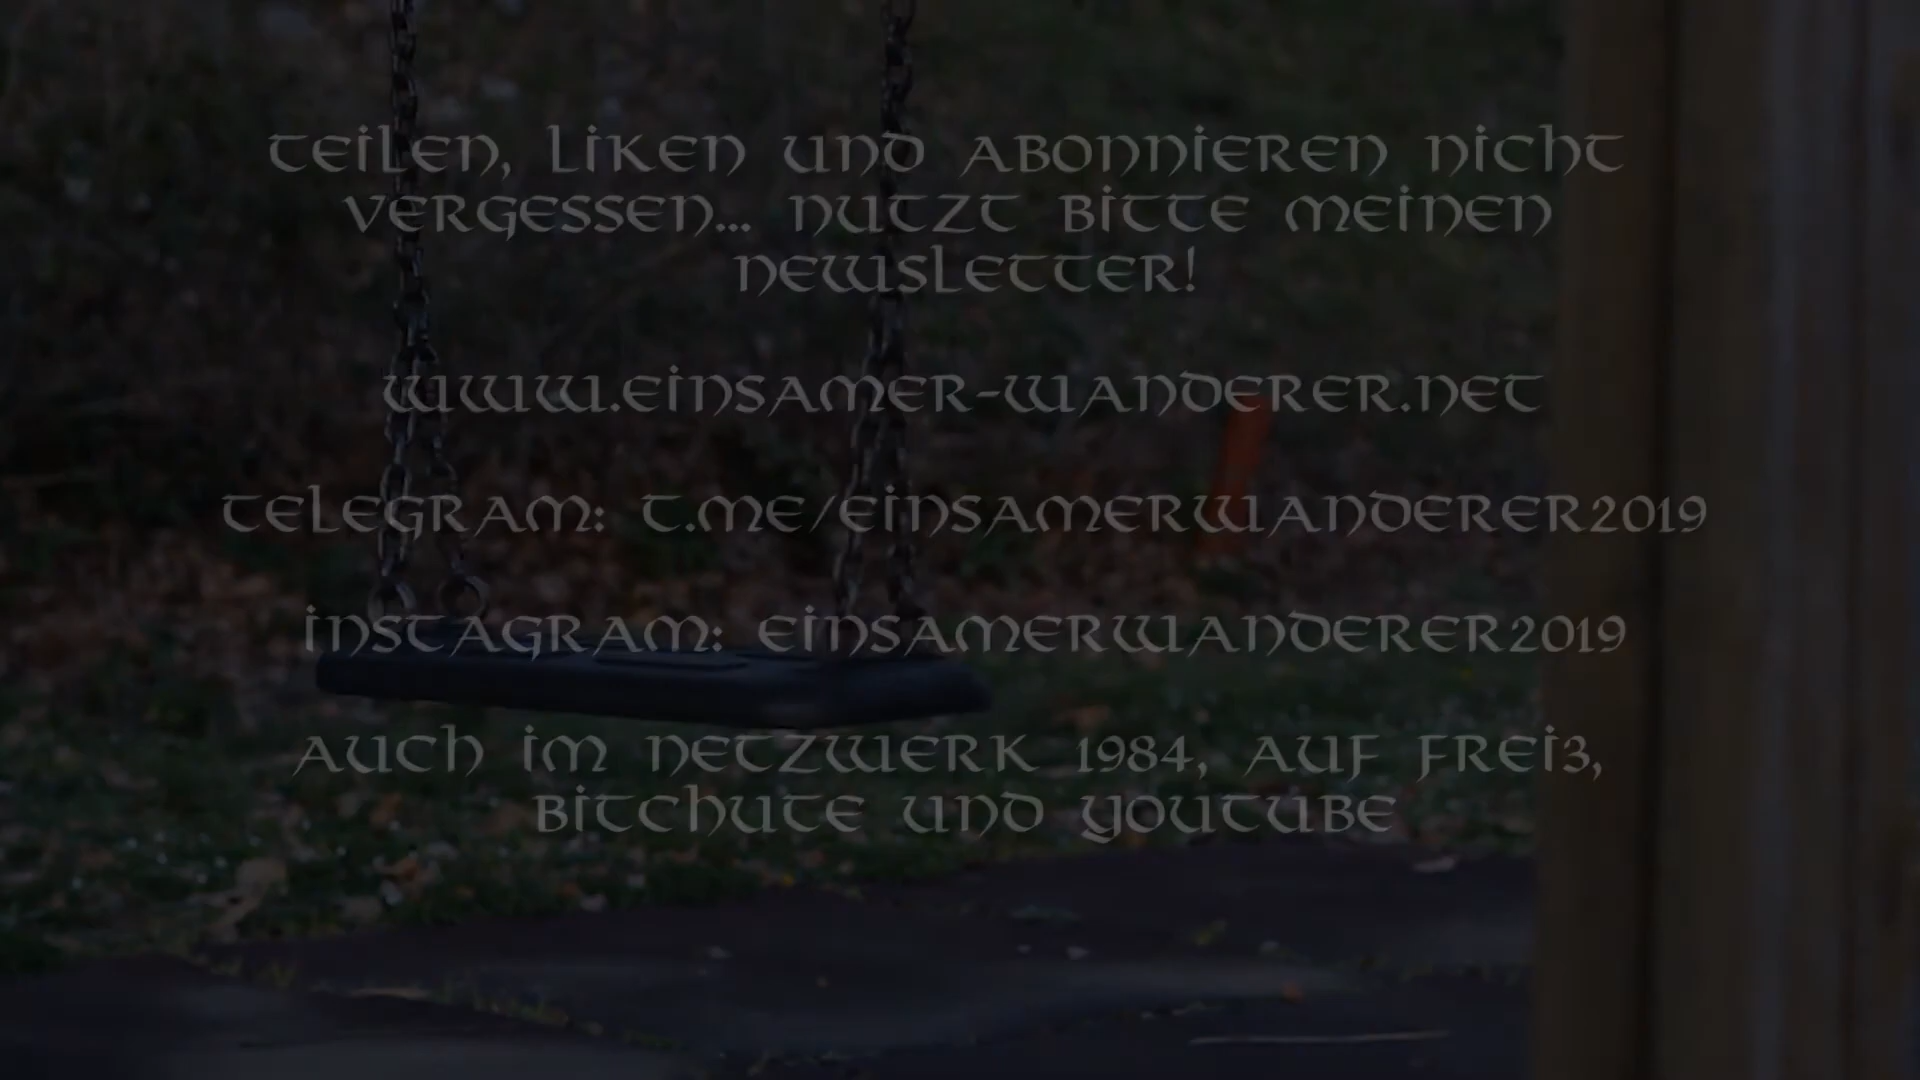 Teilen, liken und abonnieren nicht
vergessen... Nutzt bitte meinen
Newsletter!
www.einsamer-wanderer.net
Telegram: t.me/einsamerwanderer2019
Instagram: einsamerwanderer2019
Auch im Netzwerk 1984, auf Frei3,
Bitchute und Youtube